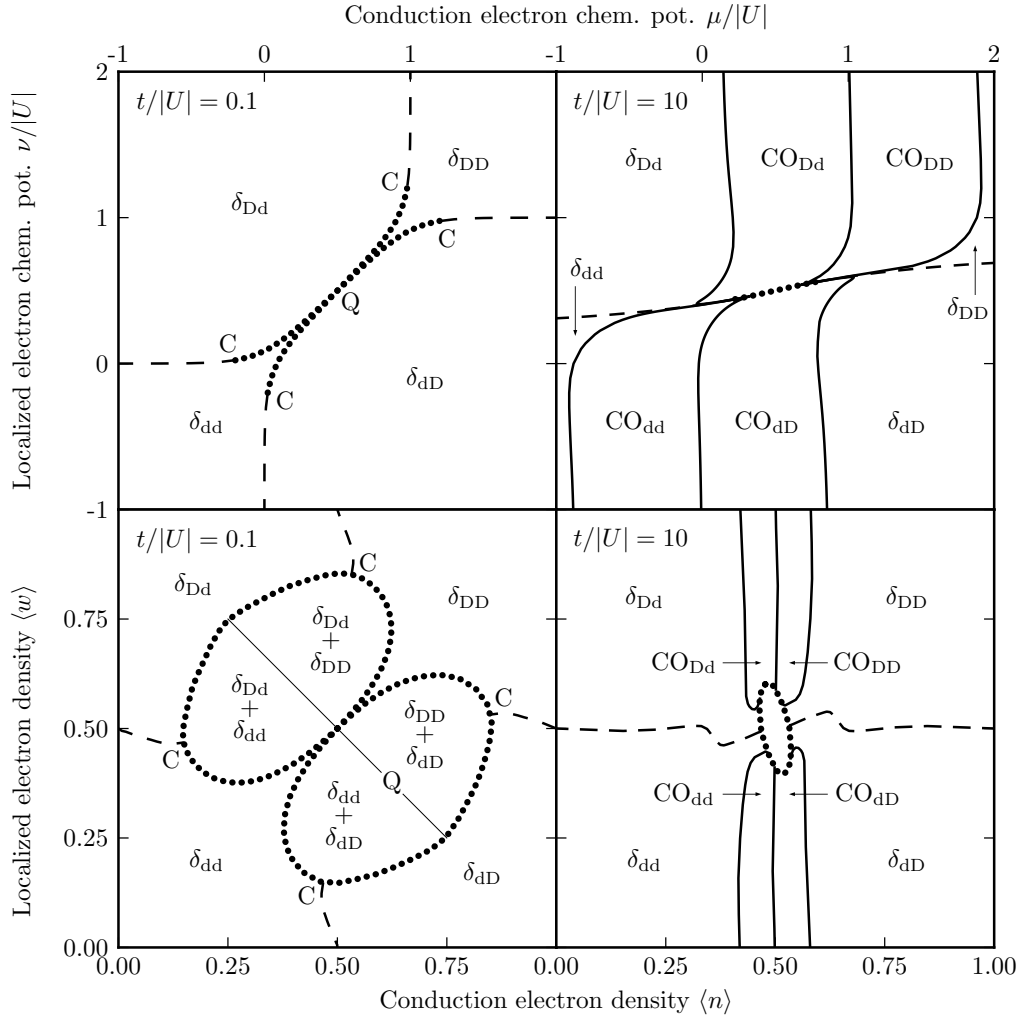 Conduction electron chem. pot. μ/|U|
-1 0 1 -1 0 1 2
Localized electron chem. pot. ν/|U|
2
1
0
-1
t/|U| = 0.1
δDd
δDD
C
C
Q
C
C
δdd
δdD
t/|U| = 10
δDd
CODd
CODD
δdd
δDD
COdd
COdD
δdD
Localized electron density ⟨w⟩
0.75
0.50
0.25
0.00
t/|U| = 0.1
C
δDd
δDD
δDd
+
δDD
δDd
+
δdd
δDD
+
δdD
C
C
Q
δdd
+
δdD
δdd
δdD
C
t/|U| = 10
δDd
δDD
CODd
CODD
COdd
COdD
δdd
δdD
0.00 0.25 0.50 0.75 0.00 0.25 0.50 0.75 1.00
Conduction electron density ⟨n⟩